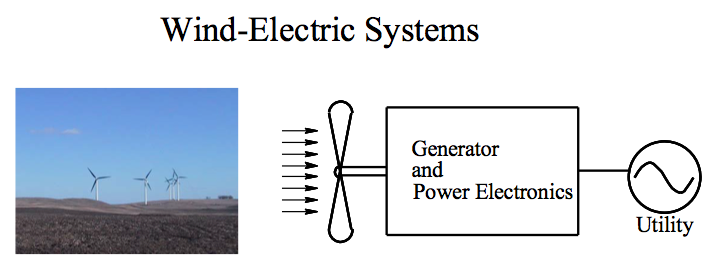 Wind-Electric Systems
Generator
and
Power Electronics
Utility